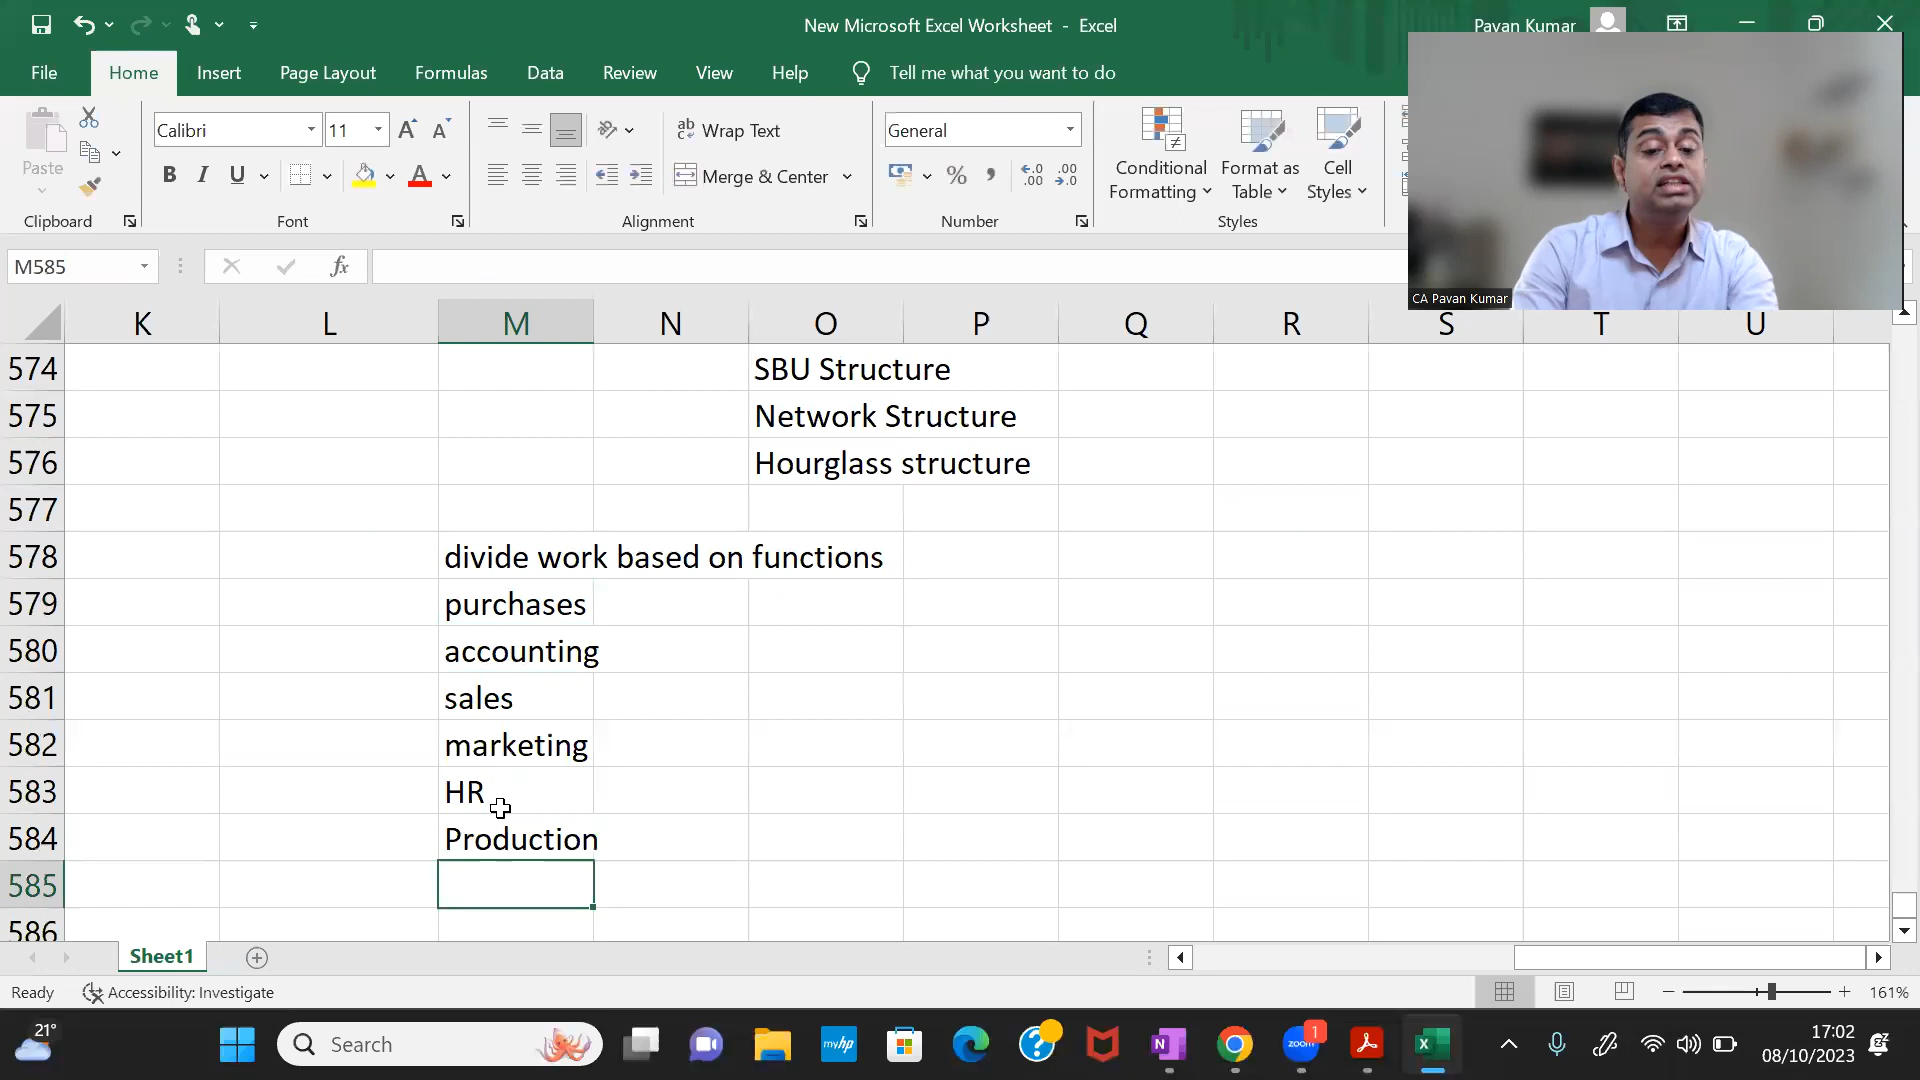 New Microsoft Excel Worksheet - Excel
Pavan Kumar
File
Home
Insert
Page Layout
Formulas
Data
Review
View
Help
Tell me what you want to do
Paste
Clipboard
Calibri
11
Font
Wrap Text
Merge & Center
Alignment
General
Number
Conditional Formatting
Format as Table
Cell Styles
Styles
CA Pavan Kumar
M585
fx
K L M N O P Q R S T U
574 SBU Structure
575 Network Structure
576 Hourglass structure
577
578 divide work based on functions
579 purchases
580 accounting
581 sales
582 marketing
583 HR
584 Production
585
586
Sheet1
Ready
Accessibility: Investigate
161%
21°
Search
myhp
zoom
1
17:02
08/10/2023